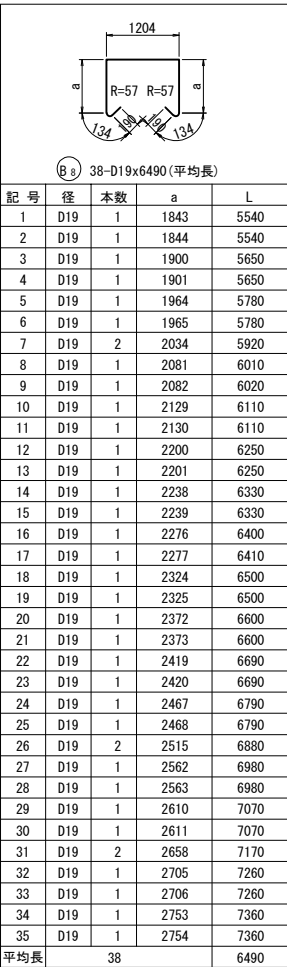 1204
a
R=57 R=57
a
134 190 190 134
B8 38-D19x6490(平均長)
記 号 径 本数 a L
1 D19 1 1843 5540
2 D19 1 1844 5540
3 D19 1 1900 5650
4 D19 1 1901 5650
5 D19 1 1964 5780
6 D19 1 1965 5780
7 D19 2 2034 5920
8 D19 1 2081 6010
9 D19 1 2082 6020
10 D19 1 2129 6110
11 D19 1 2130 6110
12 D19 1 2200 6250
13 D19 1 2201 6250
14 D19 1 2238 6330
15 D19 1 2239 6330
16 D19 1 2276 6400
17 D19 1 2277 6410
18 D19 1 2324 6500
19 D19 1 2325 6500
20 D19 1 2372 6600
21 D19 1 2373 6600
22 D19 1 2419 6690
23 D19 1 2420 6690
24 D19 1 2467 6790
25 D19 1 2468 6790
26 D19 2 2515 6880
27 D19 1 2562 6980
28 D19 1 2563 6980
29 D19 1 2610 7070
30 D19 1 2611 7070
31 D19 2 2658 7170
32 D19 1 2705 7260
33 D19 1 2706 7260
34 D19 1 2753 7360
35 D19 1 2754 7360
平均長 38 6490